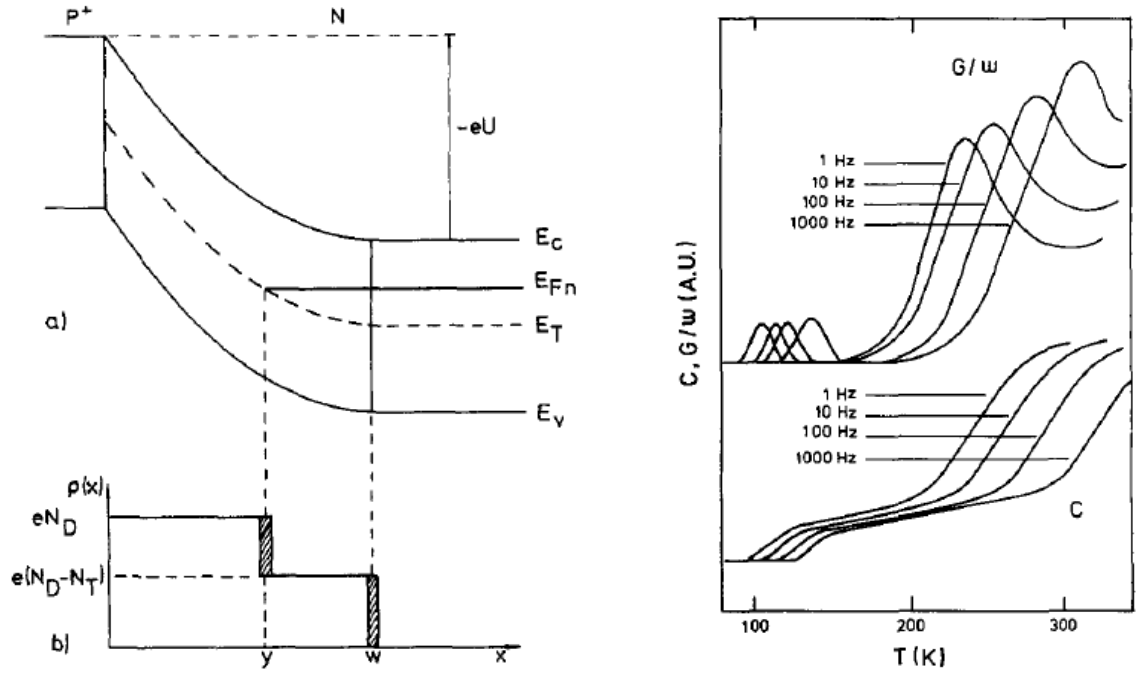 P+ N
-eU
E_C
E_Fn
a)
E_T
E_V
ρ(x)
eN_D
e(N_D-N_T)
b)
y w x
G/ω
1 Hz
10 Hz
100 Hz
1000 Hz
C, G/ω (A.U.)
1 Hz
10 Hz
100 Hz
1000 Hz
C
100 200 300
T (K)